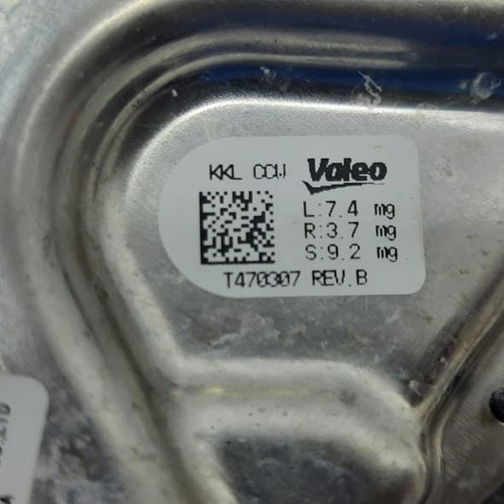 KKL CCW Valeo
L:7.4 mg
R:3.7 mg
S:9.2 mg
T470307 REV.B